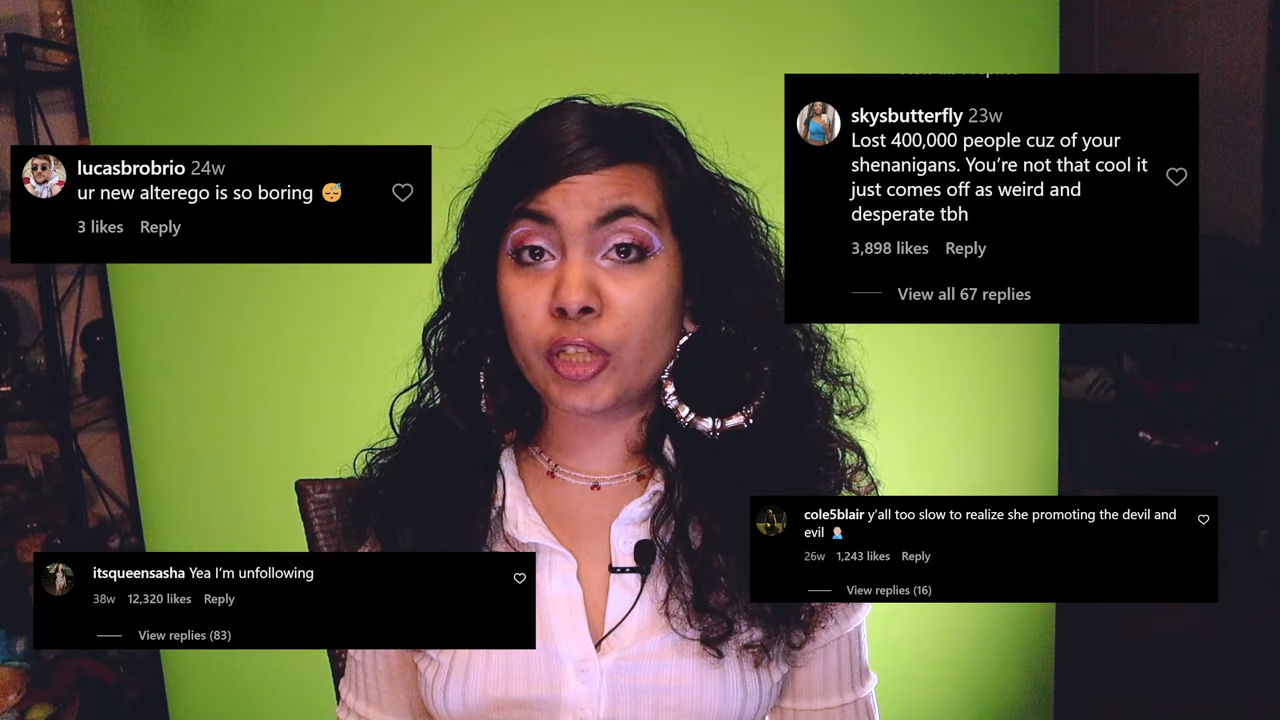 lucasbrobrio 24w
ur new alterego is so boring 😴
3 likes Reply
skysbutterfly 23w
Lost 400,000 people cuz of your
shenanigans. You’re not that cool it
just comes off as weird and
desperate tbh
3,898 likes Reply
View all 67 replies
itsqueensasha Yea I’m unfollowing
38w 12,320 likes Reply
View replies (83)
cole5blair y’all too slow to realize she promoting the devil and
evil 🤦🏻‍♂️
26w 1,243 likes Reply
View replies (16)